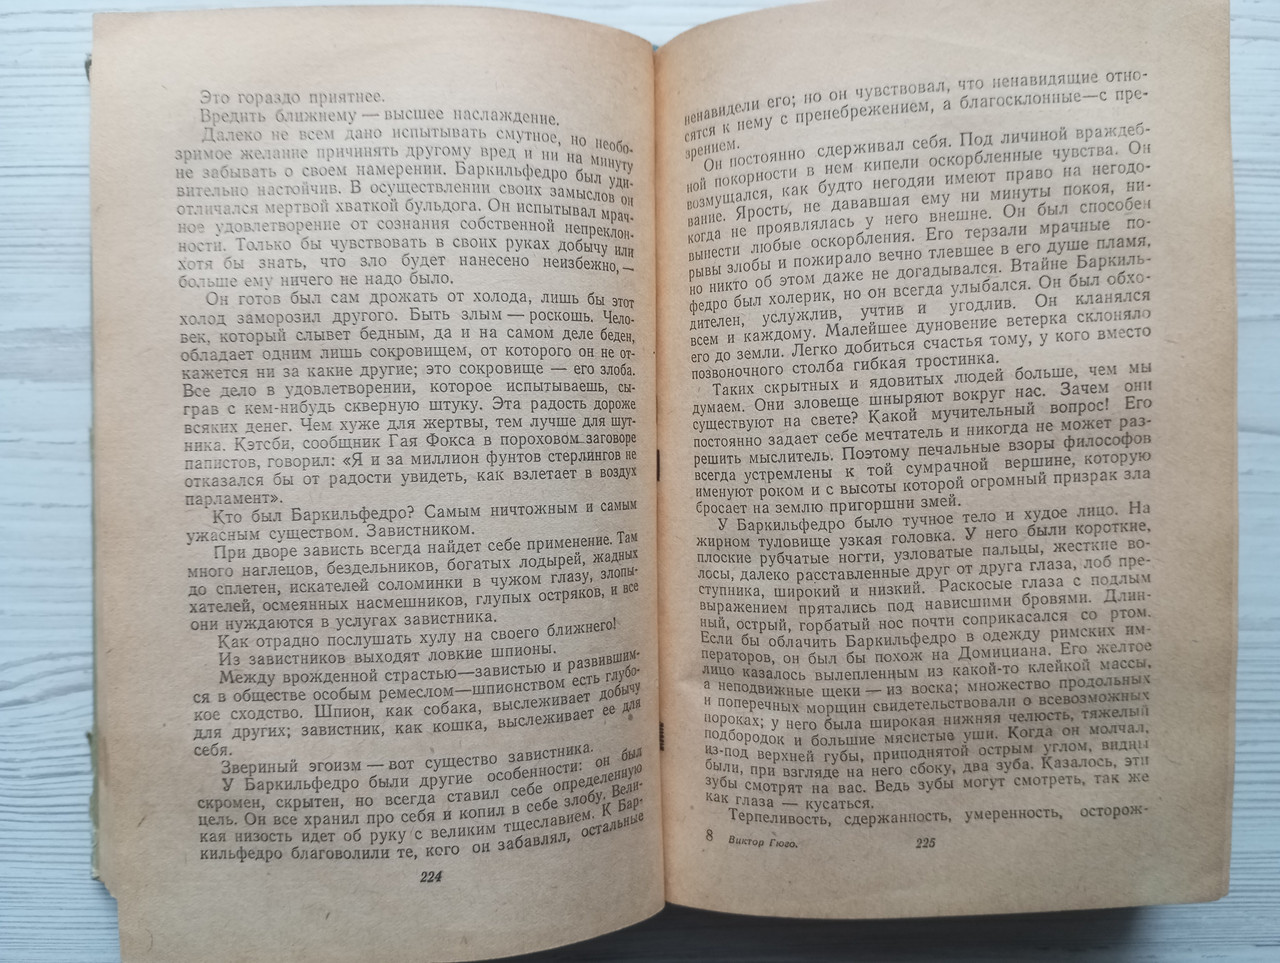 Это гораздо приятнее.
Вредить ближнему — высшее наслаждение.
Далеко не всем дано испытывать смутное, но необо-
зримое желание причинять другому вред и ни на минуту
не забывать о своем намерении. Баркильфедро был уди-
вительно настойчив. В осуществлении своих замыслов он
отличался мертвой хваткой бульдога. Он испытывал мрач-
ное удовлетворение от сознания собственной непреклон-
ности. Только бы чувствовать в своих руках добычу или
хотя бы знать, что зло будет нанесено неизбежно, —
больше ему ничего не надо было.
Он готов был сам дрожать от холода, лишь бы этот
холод заморозил другого. Быть злым — роскошь. Чело-
век, который слывет бедным, да и на самом деле беден,
обладает одним лишь сокровищем, от которого он не от-
кажется ни за какие другие; это сокровище — его злоба.
Все дело в удовлетворении, которое испытываешь, сы-
грав с кем-нибудь скверную штуку. Эта радость дороже
всяких денег. Чем хуже для жертвы, тем лучше для шут-
ника. Кэтсби, сообщник Гая Фокса в пороховом заговоре
папистов, говорил: «Я и за миллион фунтов стерлингов не
отказался бы от радости увидеть, как взлетает в воздух
парламент».
Кто был Баркильфедро? Самым ничтожным и самым
ужасным существом. Завистником.
При дворе зависть всегда найдет себе применение. Там
много наглецов, бездельников, богатых лодырей, жадных
до сплетен, искателей соломинки в чужом глазу, злопы-
хателей, осмеянных насмешников, глупых остряков, и все
они нуждаются в услугах завистника.
Как отрадно послушать хулу на своего ближнего!
Из завистников выходят ловкие шпионы.
Между врожденной страстью—завистью и развившим-
ся в обществе особым ремеслом—шпионством есть глубо-
кое сходство. Шпион, как собака, выслеживает добычу
для других; завистник, как кошка, выслеживает ее для
себя.
Звериный эгоизм — вот существо завистника.
У Баркильфедро были другие особенности: он был
скромен, скрытен, но всегда ставил себе определенную
цель. Он все хранил про себя и копил в себе злобу. Вели-
кая низость идет об руку с великим тщеславием. К Бар-
кильфедро благоволили те, кого он забавлял, остальные
224
ненавидели его; но он чувствовал, что ненавидящие отно-
сятся к нему с пренебрежением, а благосклонные—с пре-
зрением.
Он постоянно сдерживал себя. Под личиной враждеб-
ной покорности в нем кипели оскорбленные чувства. Он
возмущался, как будто негодяи имеют право на негодо-
вание. Ярость, не дававшая ему ни минуты покоя, ни-
когда не проявлялась у него внешне. Он был способен
вынести любые оскорбления. Его терзали мрачные по-
рывы злобы и пожирало вечно тлевшее в его душе пламя,
но никто об этом даже не догадывался. Втайне Баркиль-
федро был холерик, но он всегда улыбался. Он был обхо-
дителен, услужлив, учтив и угодлив. Он кланялся
всем и каждому. Малейшее дуновение ветерка склоняло
его до земли. Легко добиться счастья тому, у кого вместо
позвоночного столба гибкая тростинка.
Таких скрытных и ядовитых людей больше, чем мы
думаем. Они зловеще шныряют вокруг нас. Зачем они
существуют на свете? Какой мучительный вопрос! Его
постоянно задает себе мечтатель и никогда не может раз-
решить мыслитель. Поэтому печальные взоры философов
всегда устремлены к той сумрачной вершине, которую
именуют роком и с высоты которой огромный призрак зла
бросает на землю пригоршни змей.
У Баркильфедро было тучное тело и худое лицо. На
жирном туловище узкая головка. У него были короткие,
плоские рубчатые ногти, узловатые пальцы, жесткие во-
лосы, далеко расставленные друг от друга глаза, лоб пре-
ступника, широкий и низкий. Раскосые глаза с подлым
выражением прятались под нависшими бровями. Длин-
ный, острый, горбатый нос почти соприкасался со ртом.
Если бы облачить Баркильфедро в одежду римских им-
ператоров, он был бы похож на Домициана. Его желтое
лицо казалось вылепленным из какой-то клейкой массы,
а неподвижные щеки — из воска; множество продольных
и поперечных морщин свидетельствовали о всевозможных
пороках; у него была широкая нижняя челюсть, тяжелый
подбородок и большие мясистые уши. Когда он молчал,
из-под верхней губы, приподнятой острым углом, видны
были, при взгляде на него сбоку, два зуба. Казалось, эти
зубы смотрят на вас. Ведь зубы могут смотреть, так же
как глаза — кусаться.
Терпеливость, сдержанность, умеренность, осторож-
8 Виктор Гюго. 225